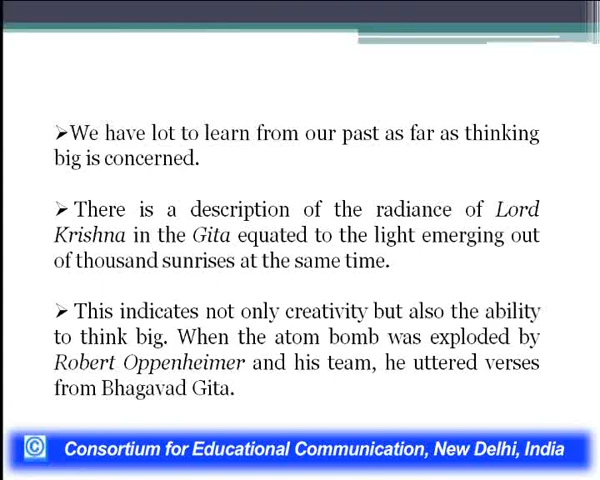 ➢We have lot to learn from our past as far as thinking
big is concerned.
➢ There is a description of the radiance of Lord
Krishna in the Gita equated to the light emerging out
of thousand sunrises at the same time.
➢ This indicates not only creativity but also the ability
to think big. When the atom bomb was exploded by
Robert Oppenheimer and his team, he uttered verses
from Bhagavad Gita.
© Consortium for Educational Communication, New Delhi, India